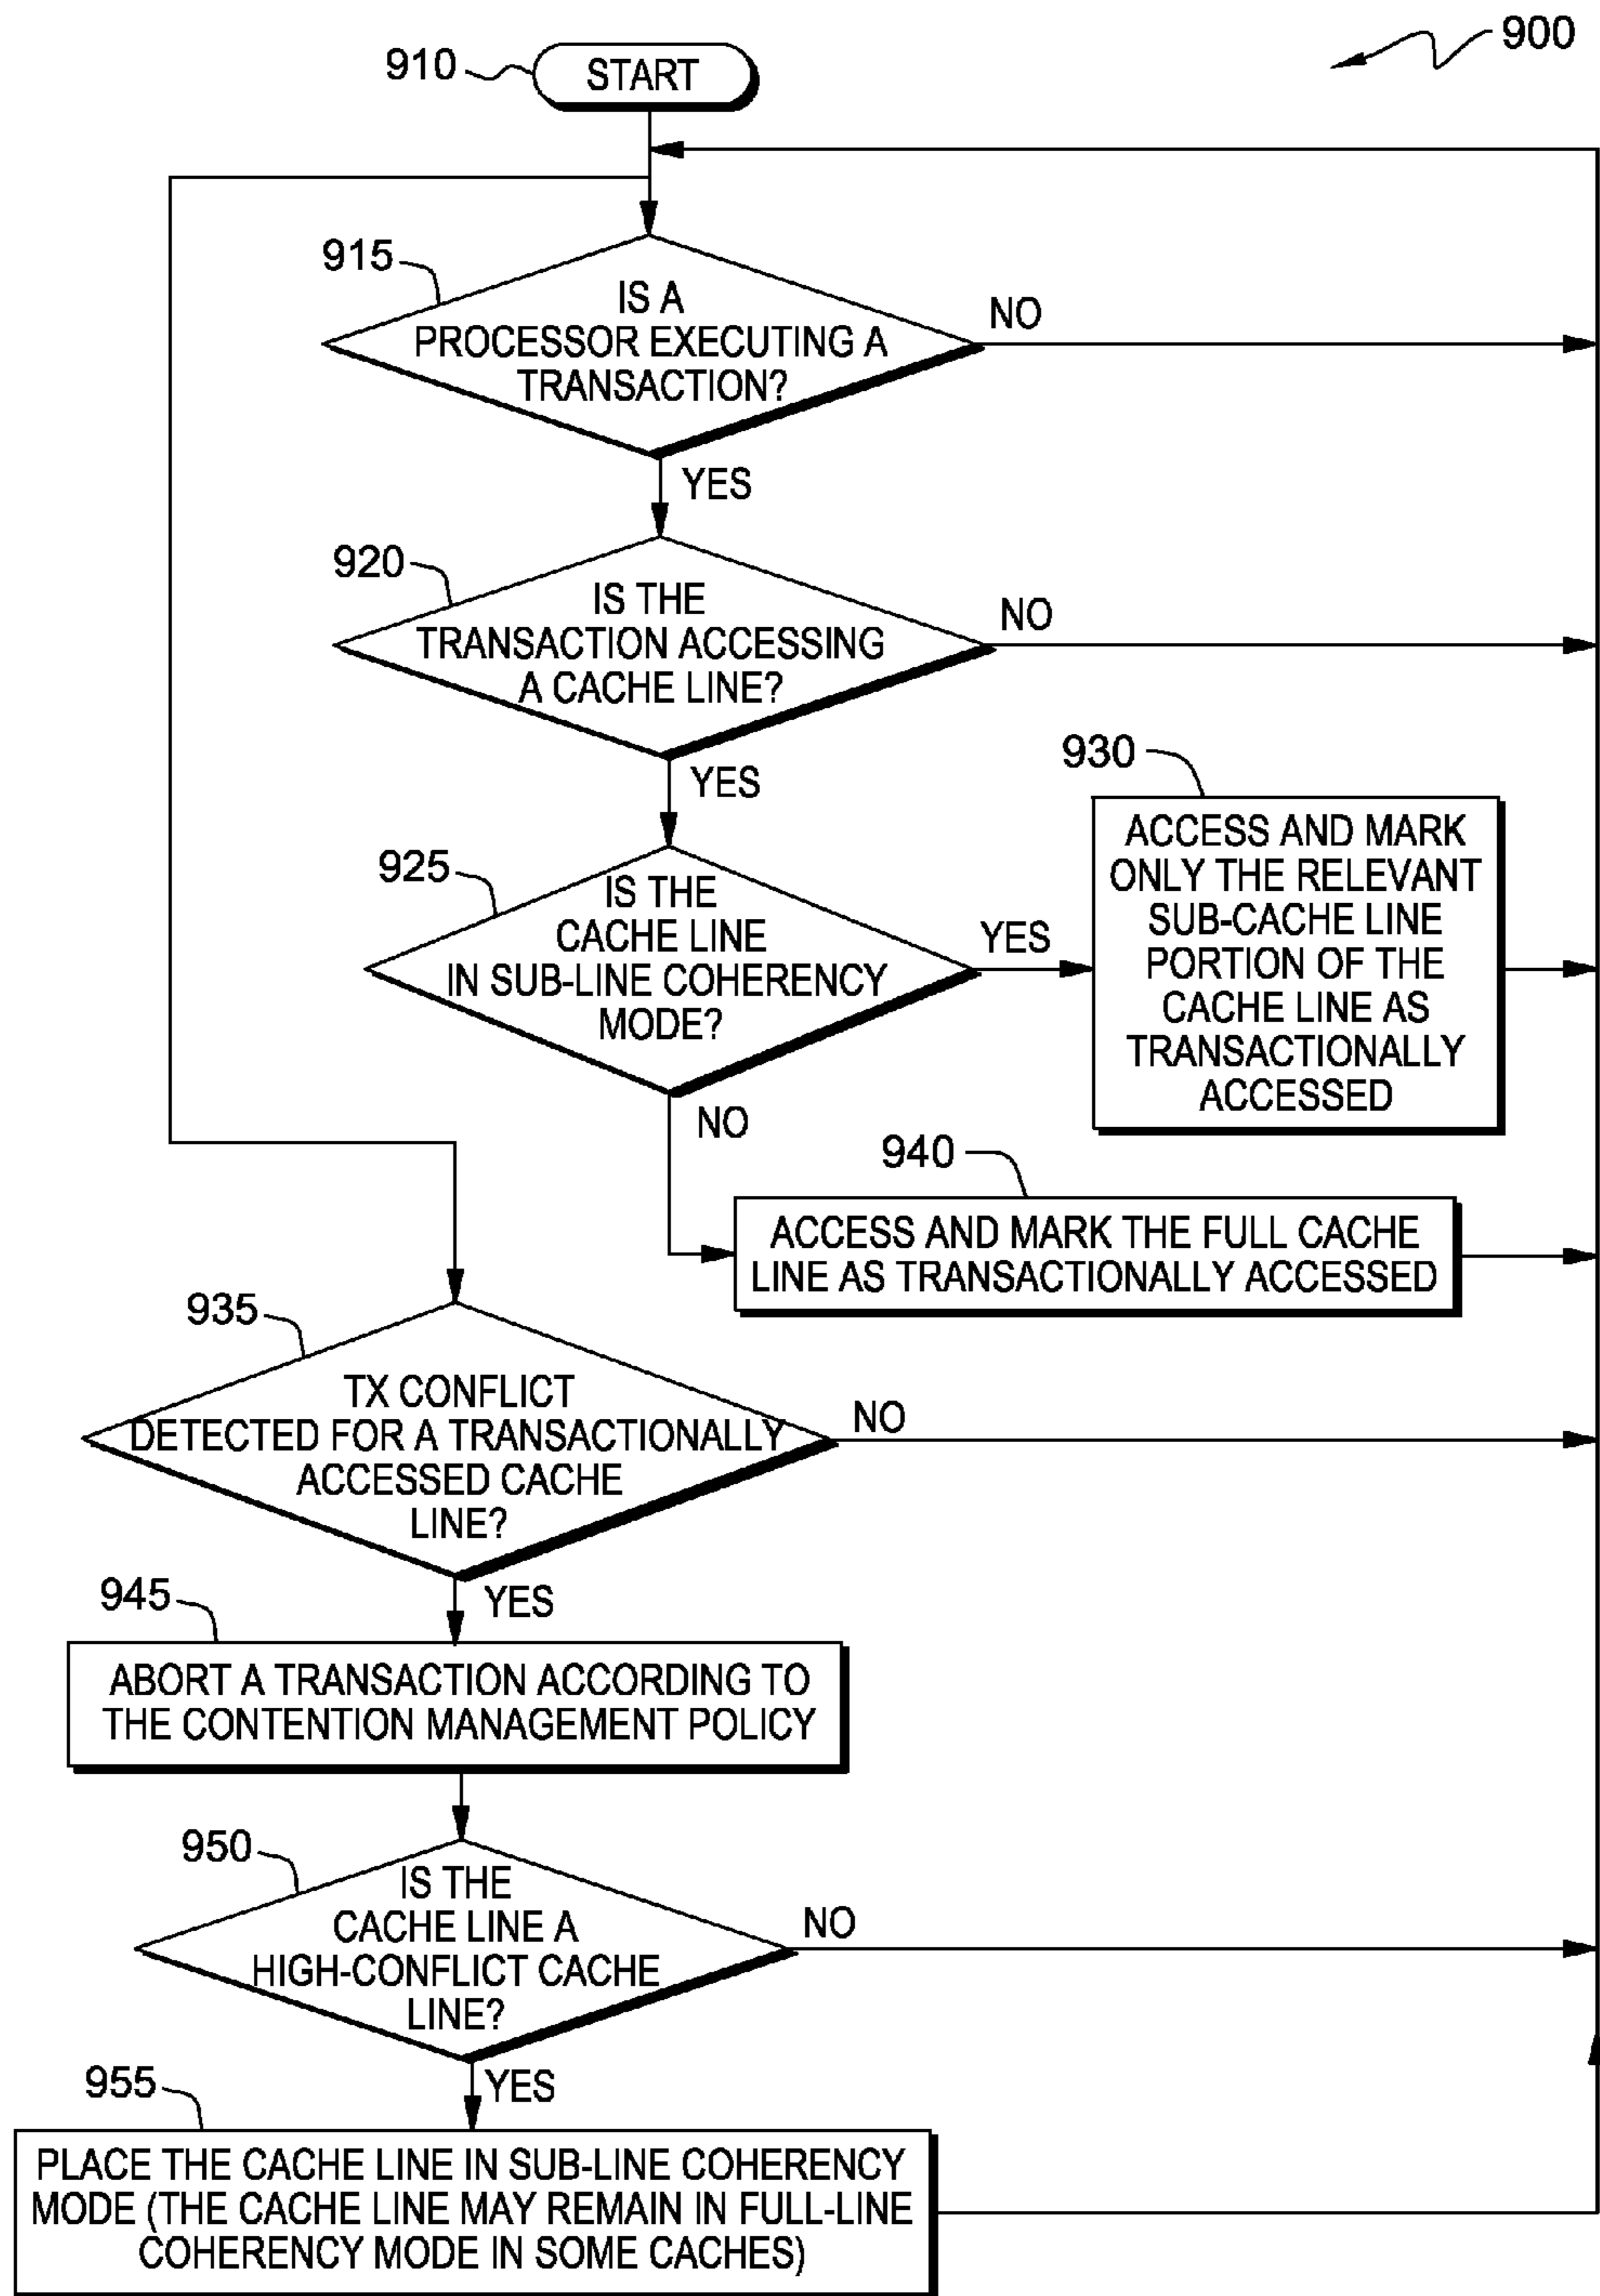 900
910
START
915
IS A
PROCESSOR EXECUTING A
TRANSACTION?
NO
YES
920
IS THE
TRANSACTION ACCESSING
A CACHE LINE?
NO
YES
925
IS THE
CACHE LINE
IN SUB-LINE COHERENCY
MODE?
YES
NO
930
ACCESS AND MARK
ONLY THE RELEVANT
SUB-CACHE LINE
PORTION OF THE
CACHE LINE AS
TRANSACTIONALLY
ACCESSED
940
ACCESS AND MARK THE FULL CACHE
LINE AS TRANSACTIONALLY ACCESSED
935
TX CONFLICT
DETECTED FOR A TRANSACTIONALLY
ACCESSED CACHE
LINE?
NO
YES
945
ABORT A TRANSACTION ACCORDING TO
THE CONTENTION MANAGEMENT POLICY
950
IS THE
CACHE LINE A
HIGH-CONFLICT CACHE
LINE?
NO
YES
955
PLACE THE CACHE LINE IN SUB-LINE COHERENCY
MODE (THE CACHE LINE MAY REMAIN IN FULL-LINE
COHERENCY MODE IN SOME CACHES)